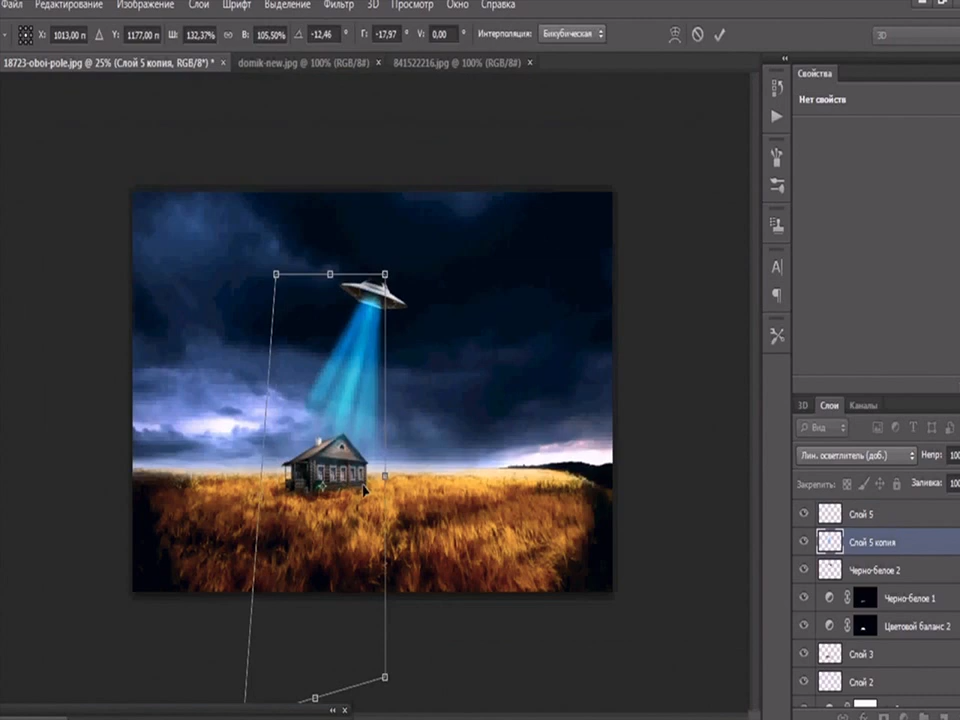 Файл Редактирование Изображение Слои Шрифт Выделение Фильтр 3D Просмотр Окно Справка
X: 1013,00 п Y: 1177,00 п Ш: 132,37% В: 105,50% -12,46 ° Г: -17,97 ° V: 0,00 ° Интерполяция: Бикубическая 3D
18723-oboi-pole.jpg @ 25% (Слой 5 копия, RGB/8*) * × domik-new.jpg @ 100% (RGB/8#) × 841522216.jpg @ 100% (RGB/8#) ×
Свойства
Нет свойств
3D Слои Каналы
Вид
Лин. осветлитель (доб.) Непр: 100
Закрепить: Заливка: 100
Слой 5
Слой 5 копия
Черно-белое 2
Черно-белое 1
Цветовой баланс 2
Слой 3
Слой 2